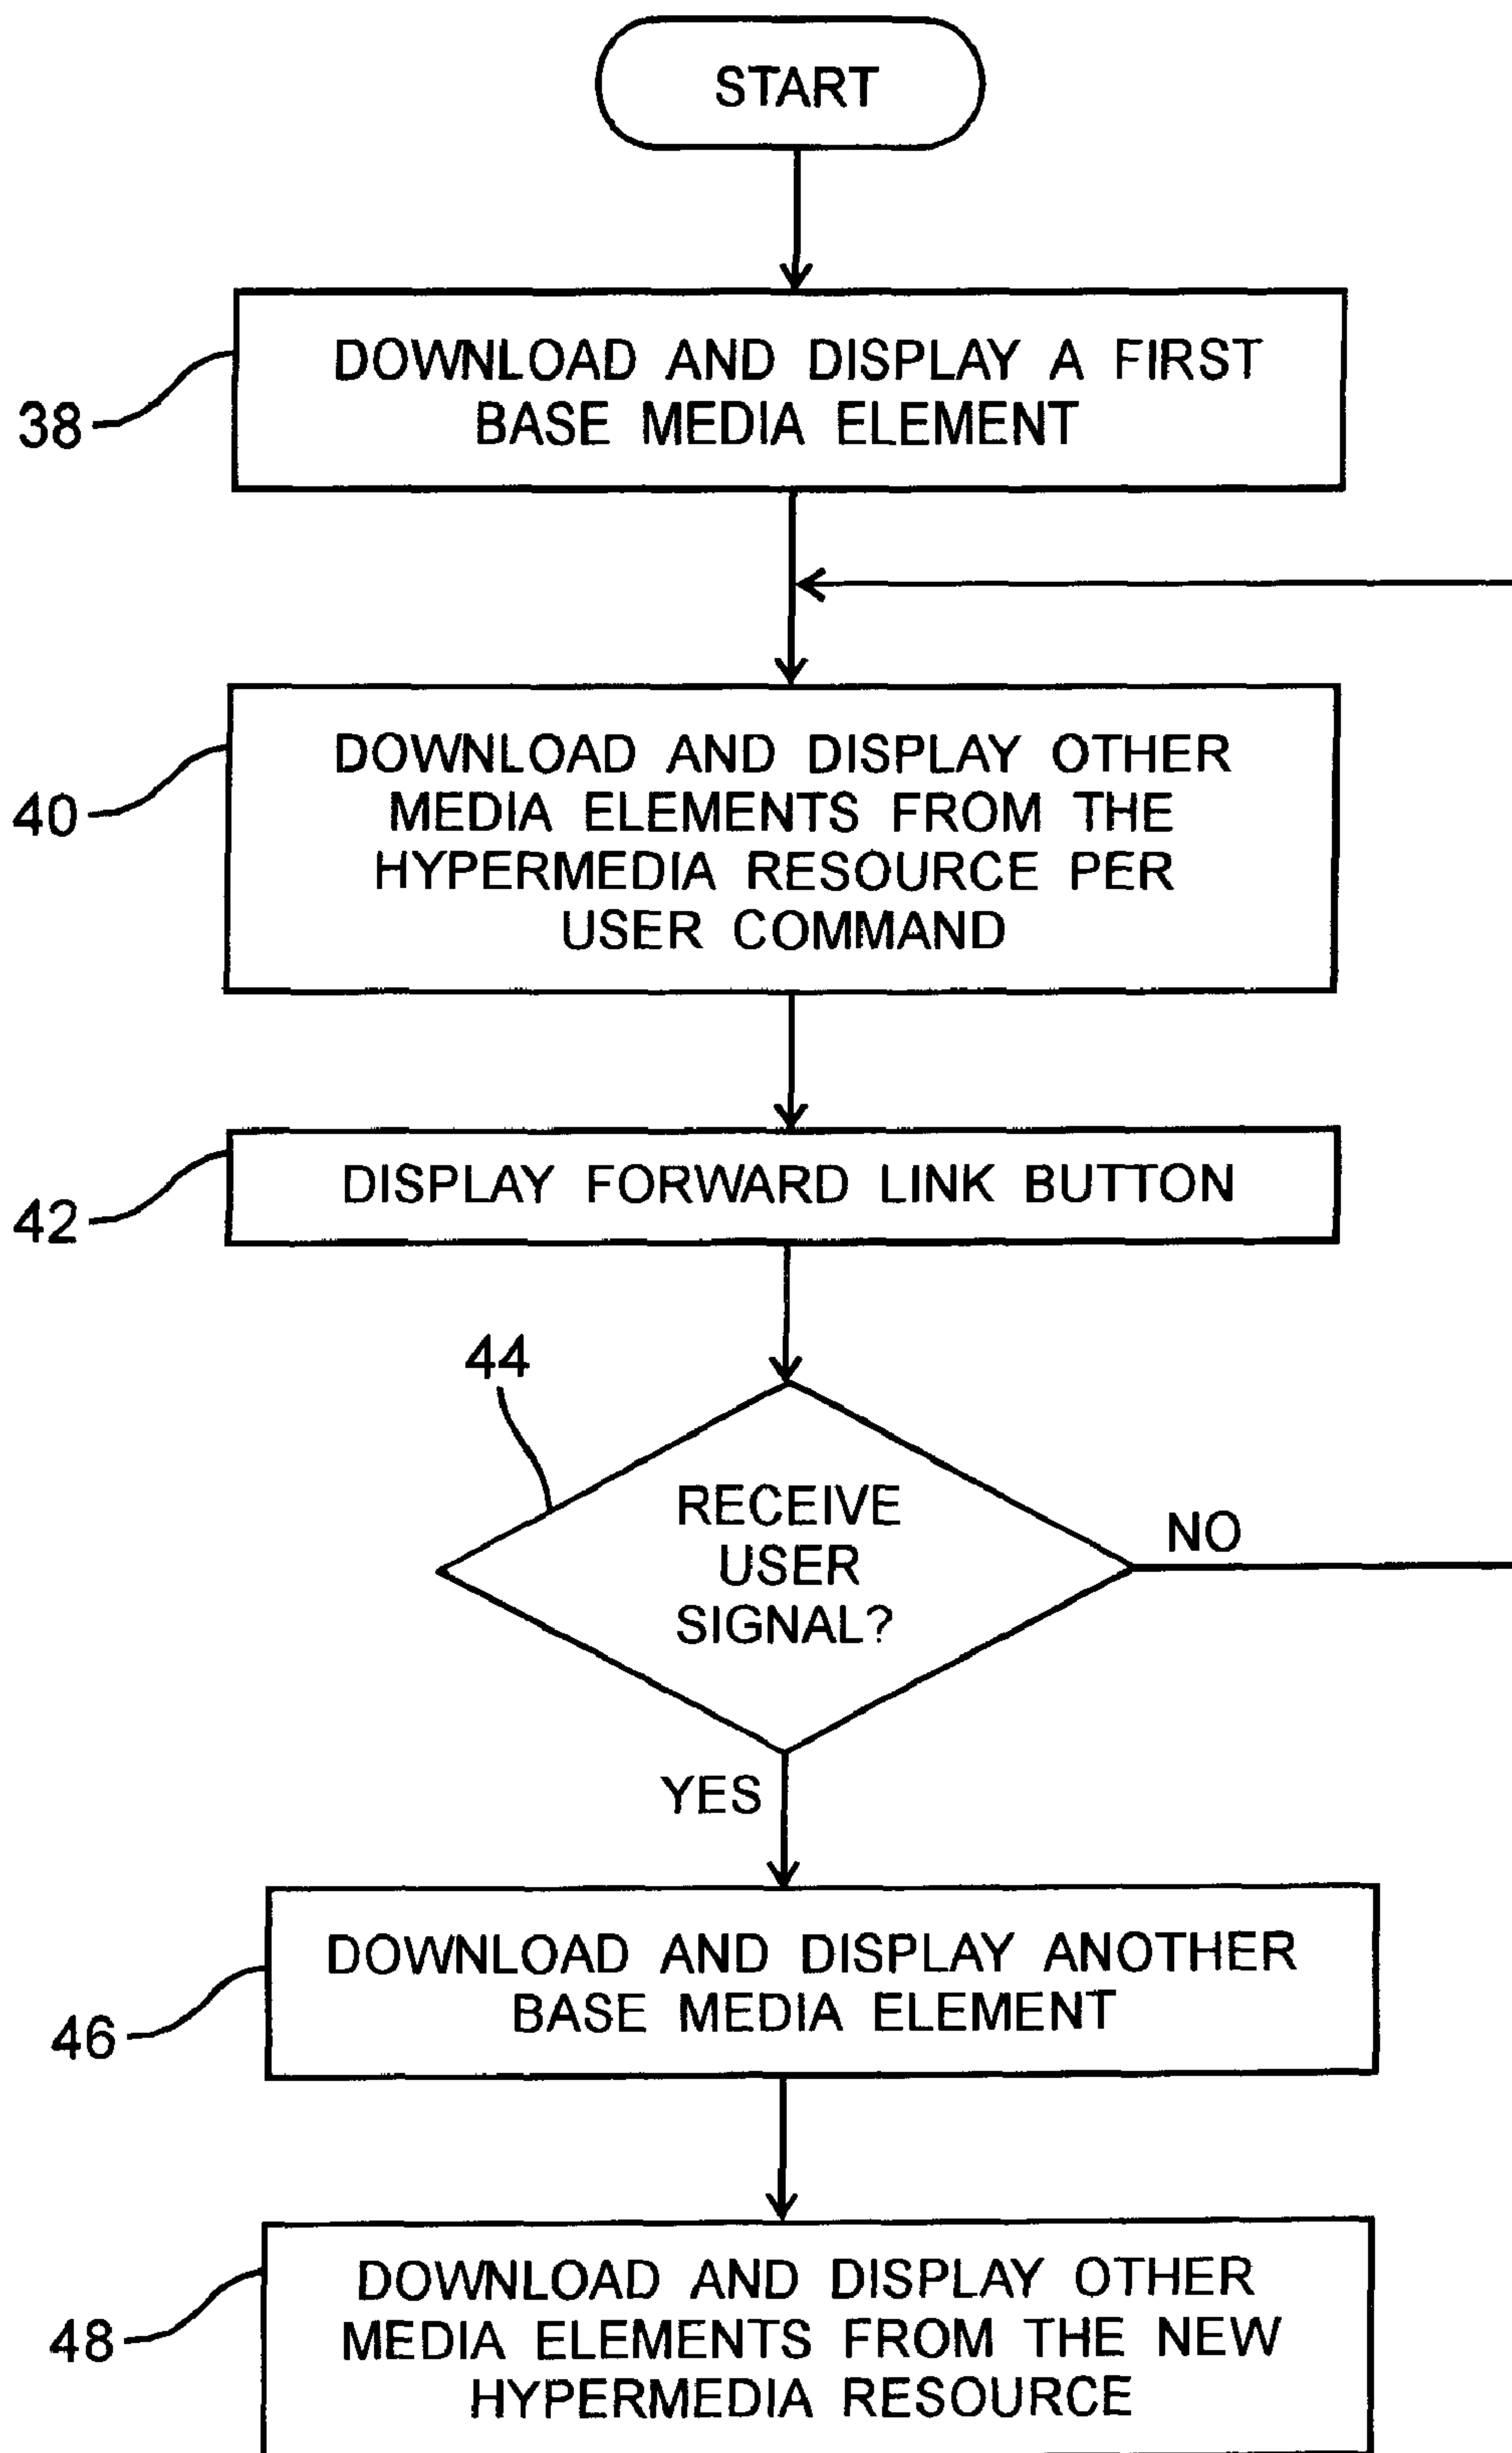 START
DOWNLOAD AND DISPLAY A FIRST
BASE MEDIA ELEMENT
38
DOWNLOAD AND DISPLAY OTHER
MEDIA ELEMENTS FROM THE
HYPERMEDIA RESOURCE PER
USER COMMAND
40
DISPLAY FORWARD LINK BUTTON
42
44
RECEIVE
USER
SIGNAL?
NO
YES
DOWNLOAD AND DISPLAY ANOTHER
BASE MEDIA ELEMENT
46
DOWNLOAD AND DISPLAY OTHER
MEDIA ELEMENTS FROM THE NEW
HYPERMEDIA RESOURCE
48